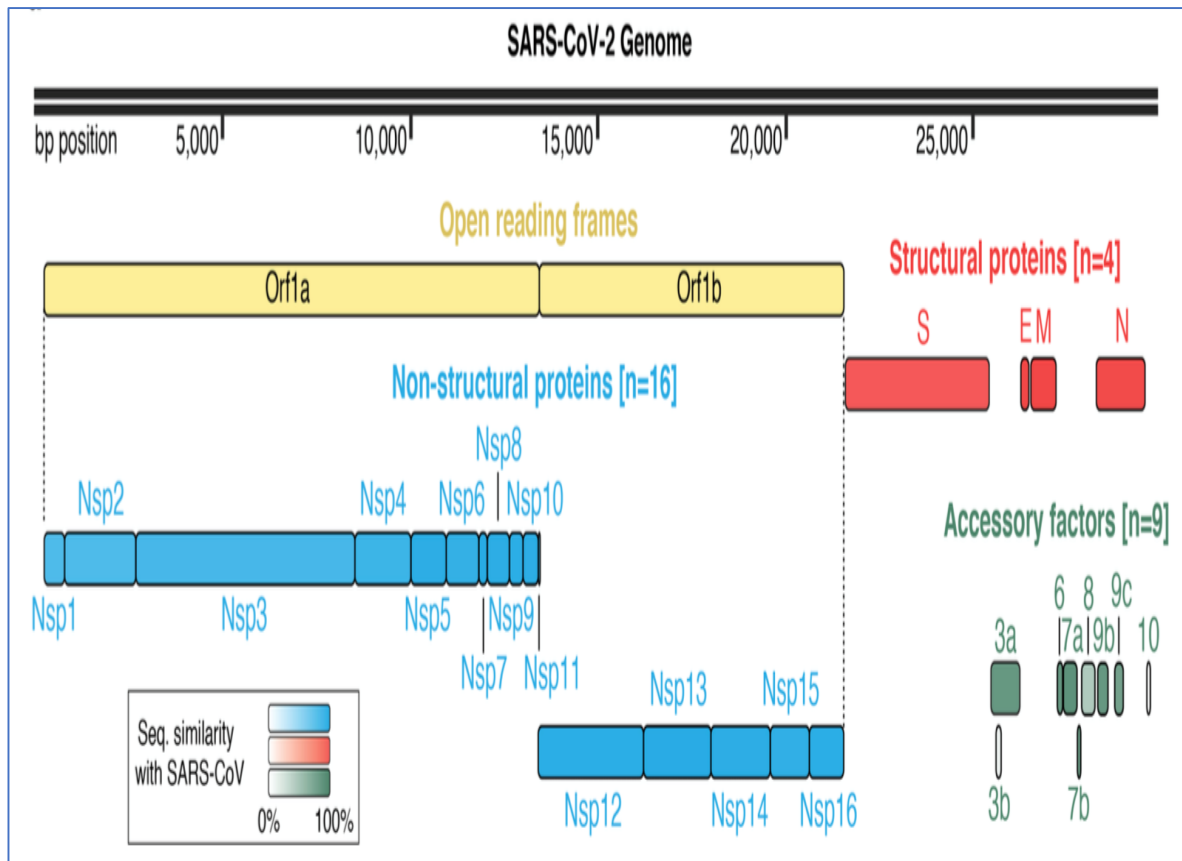 SARS-CoV-2 Genome
bp position 5,000 10,000 15,000 20,000 25,000
Open reading frames
Structural proteins [n=4]
Orf1a Orf1b
S E M N
Non-structural proteins [n=16]
Nsp8
Nsp2 Nsp4 Nsp6 Nsp10
Accessory factors [n=9]
6 8 9c
Nsp1 Nsp3 Nsp5 Nsp9
3a 7a 9b 10
Nsp7 Nsp11
Nsp13 Nsp15
Seq. similarity
with SARS-CoV
0% 100%
Nsp12 Nsp14 Nsp16
3b 7b